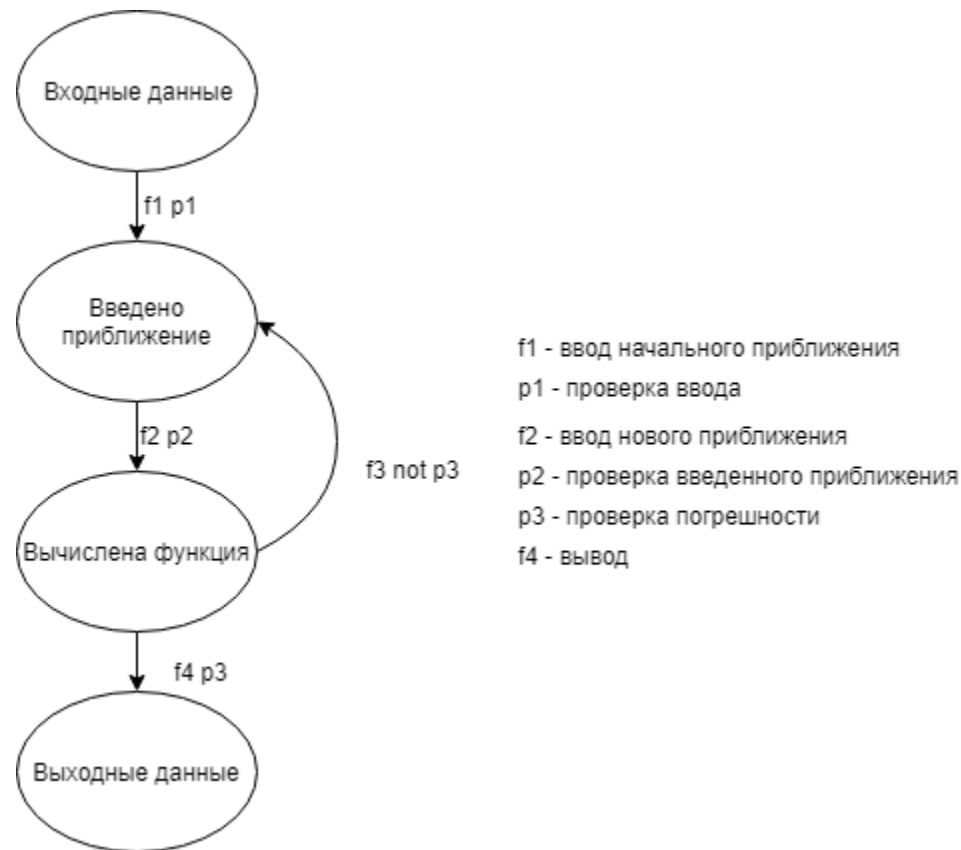 Входные данные
f1 p1
Введено
приближение
f2 p2
f3 not p3
Вычислена функция
f4 p3
Выходные данные
f1 - ввод начального приближения
p1 - проверка ввода
f2 - ввод нового приближения
p2 - проверка введенного приближения
p3 - проверка погрешности
f4 - вывод